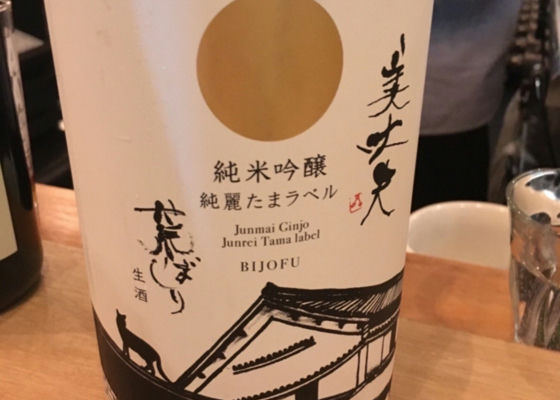 美丈夫
純米吟醸
純麗たまラベル
Junmai Ginjo
Junrei Tama label
BIJOFU
荒ばしり
生酒